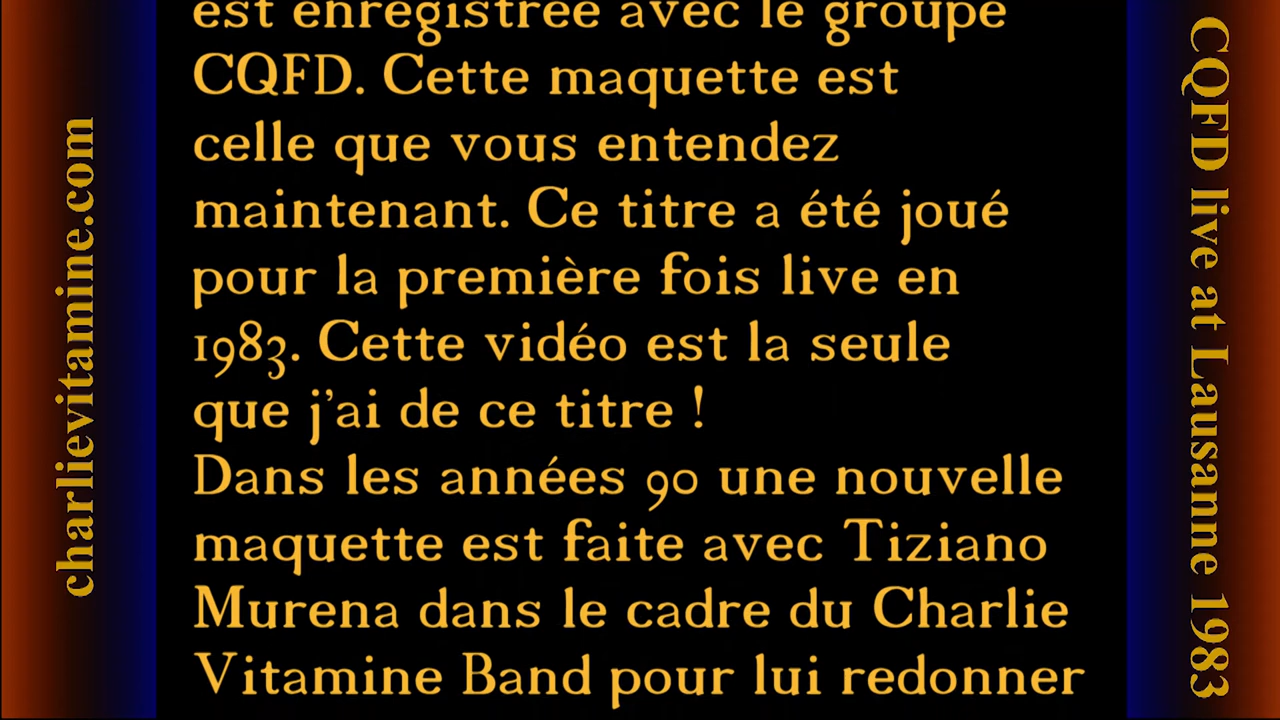 est enregistrée avec le groupe
CQFD. Cette maquette est
celle que vous entendez
maintenant. Ce titre a été joué
pour la première fois live en
1983. Cette vidéo est la seule
que j'ai de ce titre !
Dans les années 90 une nouvelle
maquette est faite avec Tiziano
Murena dans le cadre du Charlie
Vitamine Band pour lui redonner
charlievitamine.com
CQFD live at Lausanne 1983